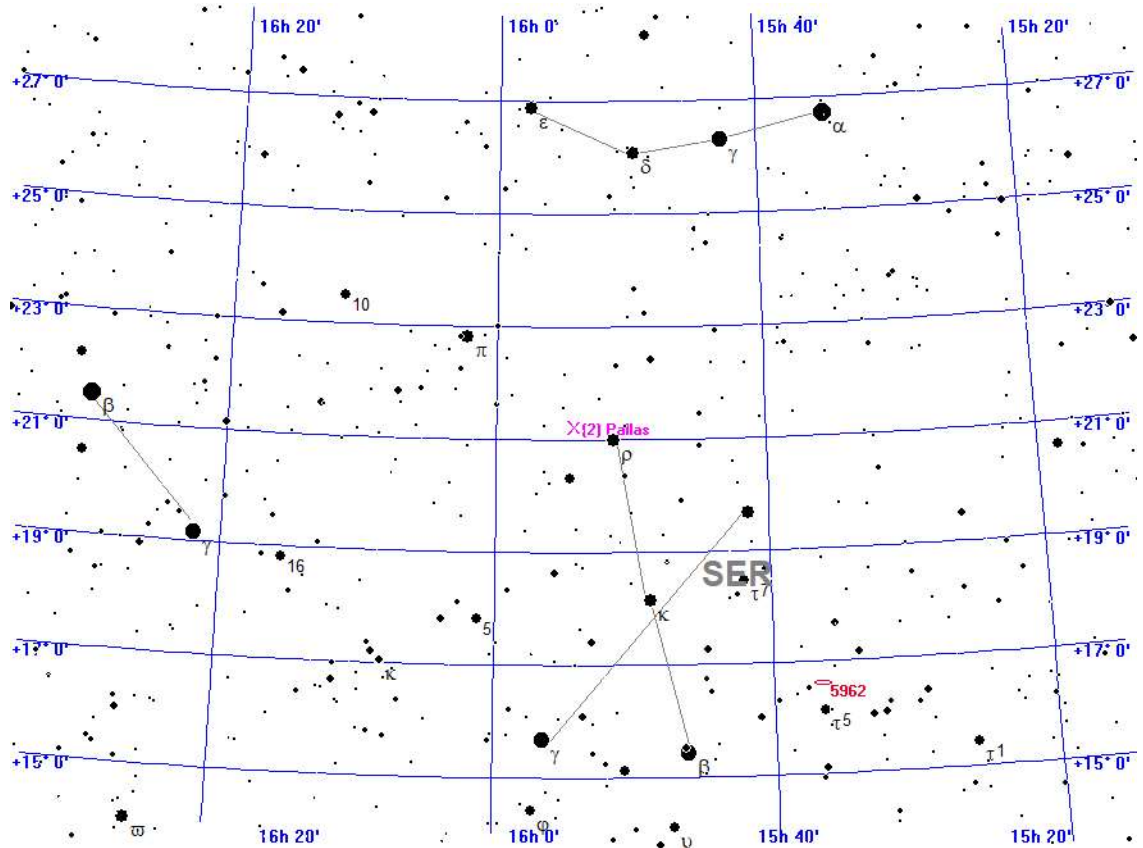 16h 20' 16h 0' 15h 40' 15h 20'
+27° 0' +27° 0'
ε α
δ γ
+25° 0' +25° 0'
+23° 0' 10 +23° 0'
π
β
+21° 0' X(2) Pallas +21° 0'
ρ
+19° 0' γ +19° 0'
16 SER
τ7
κ
5
+17° 0' κ +17° 0'
5962
τ5
γ β τ1
+15° 0' +15° 0'
ϖ 16h 20' φ 16h 0' υ 15h 40' 15h 20'